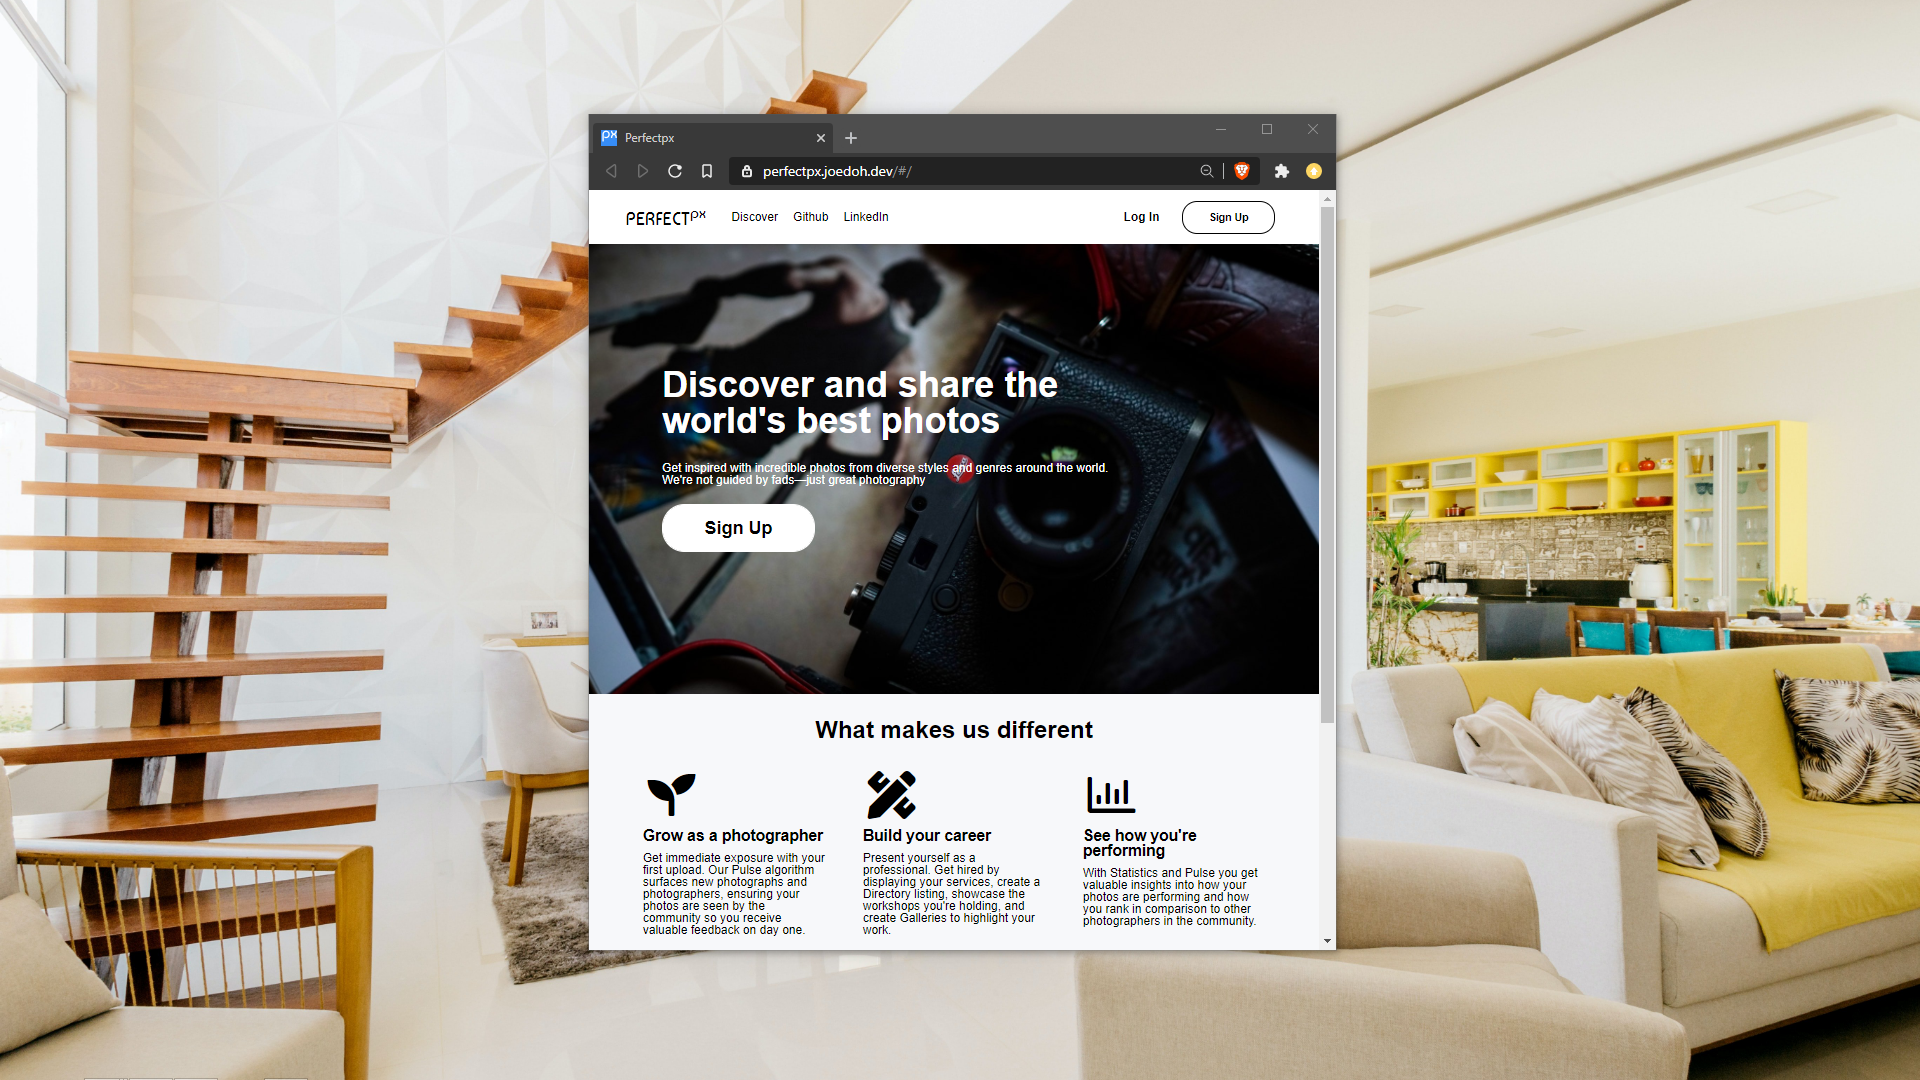 Perfectpx
perfectpx.joedoh.dev/#/
PERFECTpx Discover Github LinkedIn Log In Sign Up
Discover and share the
world's best photos
Get inspired with incredible photos from diverse styles and genres around the world.
We're not guided by fads—just great photography
Sign Up
What makes us different
Grow as a photographer
Get immediate exposure with your
first upload. Our Pulse algorithm
surfaces new photographs and
photographers, ensuring your
photos are seen by the
community so you receive
valuable feedback on day one.
Build your career
Present yourself as a
professional. Get hired by
displaying your services, create a
Directory listing, showcase the
workshops you're holding, and
create Galleries to highlight your
work.
See how you're
performing
With Statistics and Pulse you get
valuable insights into how your
photos are performing and how
you rank in comparison to other
photographers in the community.